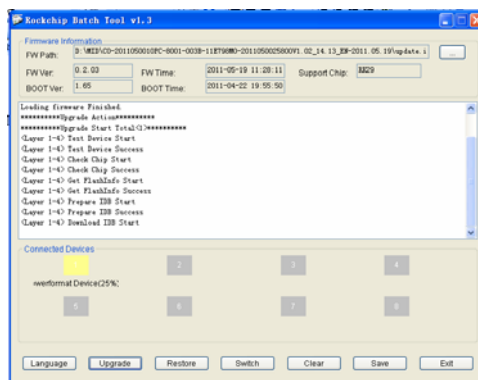 Rockchip Batch Tool v1.3
Firmware Information
FW Path:
...
FW Ver:
0.2.03
FW Time:
2011-05-19 11:28:11
Support Chip:
RK29
BOOT Ver:
1.65
BOOT Time:
2011-04-22 19:55:50
Loading firmware Finished.
**********Upgrade Action**********
**********Upgrade Start Total<1>**********
<Layer 1-4> Test Device Start
<Layer 1-4> Test Device Success
<Layer 1-4> Check Chip Start
<Layer 1-4> Check Chip Success
<Layer 1-4> Get FlashInfo Start
<Layer 1-4> Get FlashInfo Success
<Layer 1-4> Prepare IDB Start
<Layer 1-4> Prepare IDB Success
<Layer 1-4> Download IDB Start
Connected Devices
1
2
3
4
werformat Device(25%)
5
6
7
8
Language
Upgrade
Restore
Switch
Clear
Save
Exit